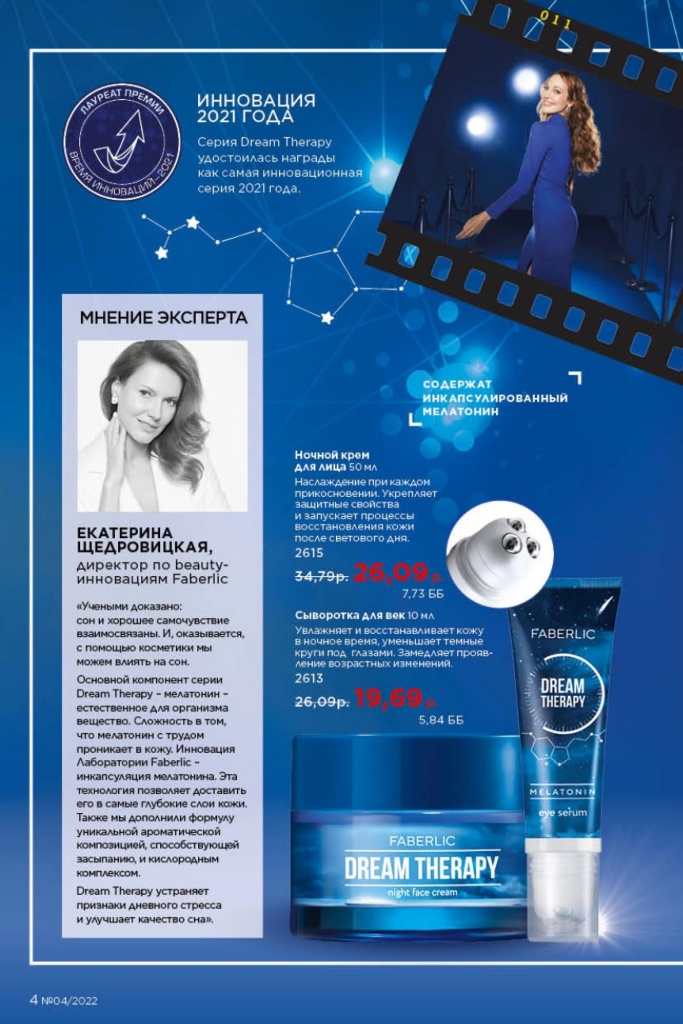 011
ЛАУРЕАТ ПРЕМИИ
ВРЕМЯ ИННОВАЦИЙ-2021
ИННОВАЦИЯ
2021 ГОДА
Серия Dream Therapy
удостоилась награды
как самая инновационная
серия 2021 года.
МНЕНИЕ ЭКСПЕРТА
ЕКАТЕРИНА
ЩЕДРОВИЦКАЯ,
директор по beauty-
инновациям Faberlic
«Учеными доказано:
сон и хорошее самочувствие
взаимосвязаны. И, оказывается,
с помощью косметики мы
можем влиять на сон.
Основной компонент серии
Dream Therapy – мелатонин –
естественное для организма
вещество. Сложность в том,
что мелатонин с трудом
проникает в кожу. Инновация
Лаборатории Faberlic –
инкапсуляция мелатонина. Эта
технология позволяет доставить
его в самые глубокие слои кожи.
Также мы дополнили формулу
уникальной ароматической
композицией, способствующей
засыпанию, и кислородным
комплексом.
Dream Therapy устраняет
признаки дневного стресса
и улучшает качество сна».
СОДЕРЖАТ
ИНКАПСУЛИРОВАННЫЙ
МЕЛАТОНИН
Ночной крем
для лица 50 мл
Наслаждение при каждом
прикосновении. Укрепляет
защитные свойства
и запускает процессы
восстановления кожи
после светового дня.
2615
34,79р. 26,09 р.
7,73 ББ
Сыворотка для век 10 мл
Увлажняет и восстанавливает кожу
в ночное время, уменьшает темные
круги под глазами. Замедляет прояв-
ление возрастных изменений.
2613
26,09р. 19,69 р.
5,84 ББ
FABERLIC
DREAM THERAPY
night face cream
FABERLIC
DREAM
THERAPY
MELATONIN
eye serum
4 №04/2022